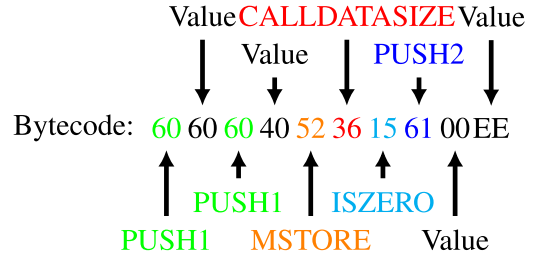 Value CALLDATASIZE Value
Value PUSH2
Bytecode: 60 60 60 40 52 36 15 61 00 EE
PUSH1 ISZERO
PUSH1 MSTORE Value